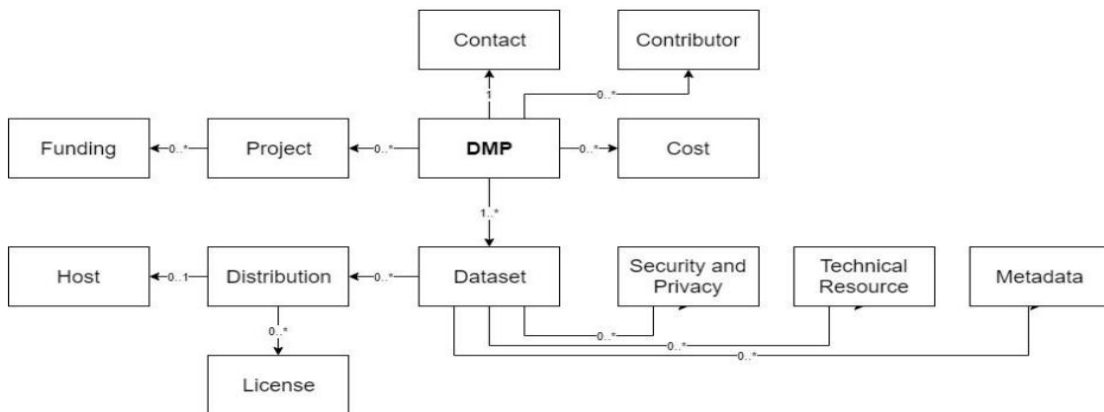 Contact
Contributor
1
0..*
Funding
0..*
Project
0..*
DMP
0..*
Cost
1..*
Host
0..1
Distribution
0..*
Dataset
Security and
Privacy
Technical
Resource
Metadata
0..*
0..*
0..*
0..*
License